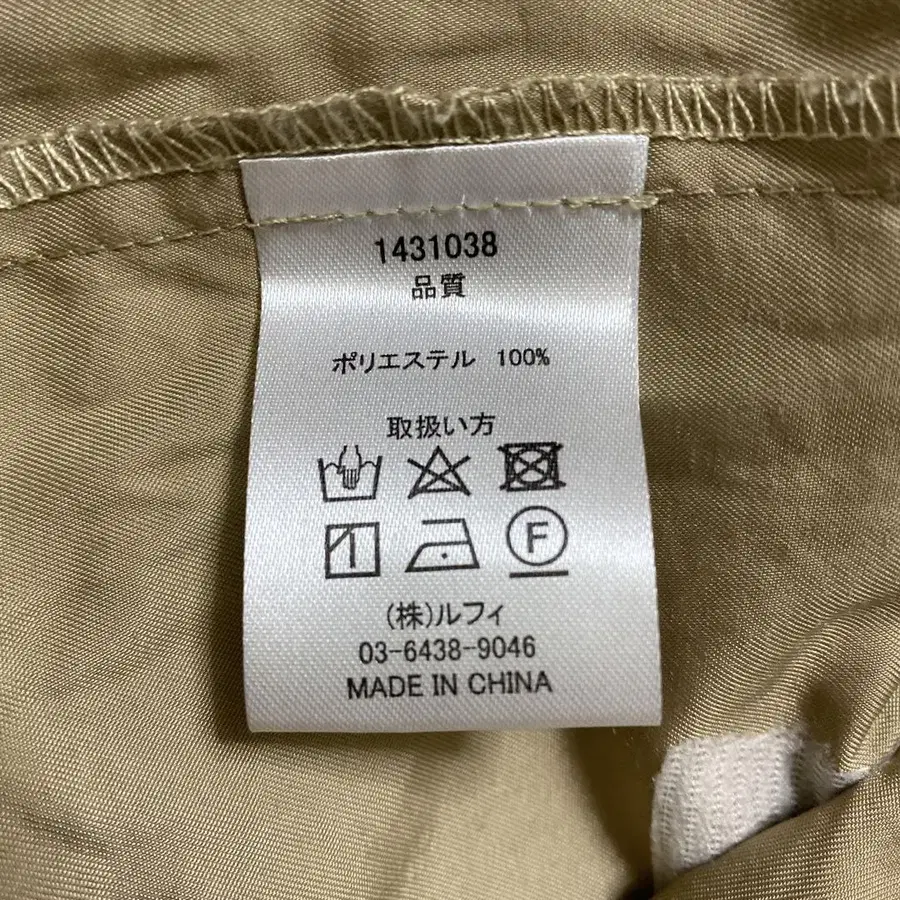 1431038
品質
ポリエステル 100%
取扱い方
F
(株)ルフィ
03-6438-9046
MADE IN CHINA